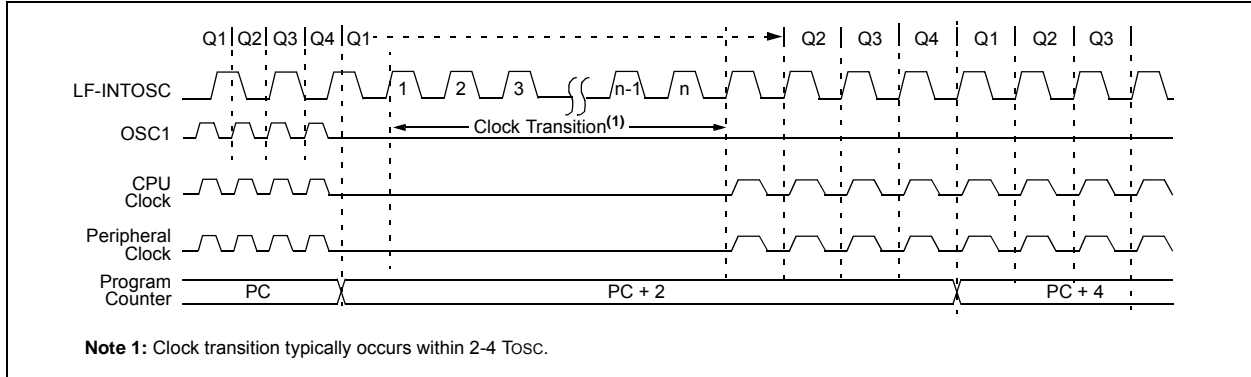 Q1 Q2 Q3 Q4 Q1 Q2 Q3 Q4 Q1 Q2 Q3
LF-INTOSC 1 2 3 n-1 n
Clock Transition(1)
OSC1
CPU
Clock
Peripheral
Clock
Program
Counter
PC PC + 2 PC + 4
Note 1: Clock transition typically occurs within 2-4 TOSC.